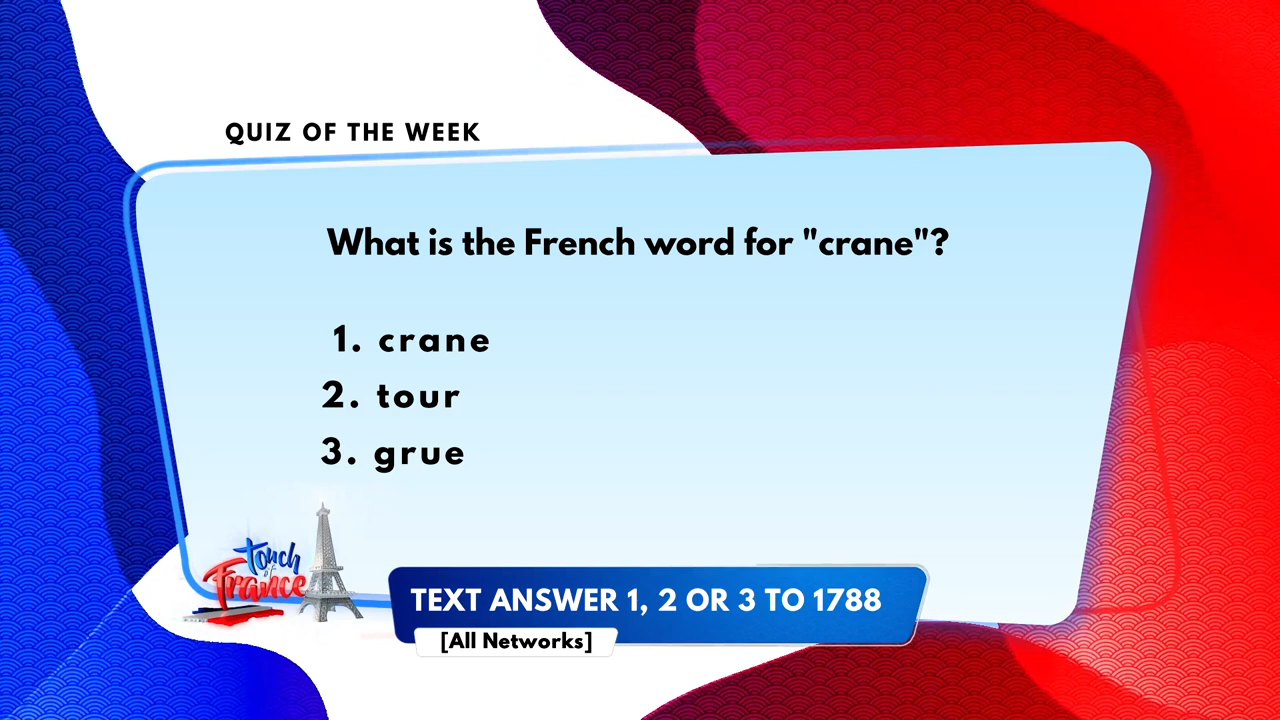 QUIZ OF THE WEEK
What is the French word for "crane"?
1. crane
2. tour
3. grue
touch
of
France
TEXT ANSWER 1, 2 OR 3 TO 1788
[All Networks]